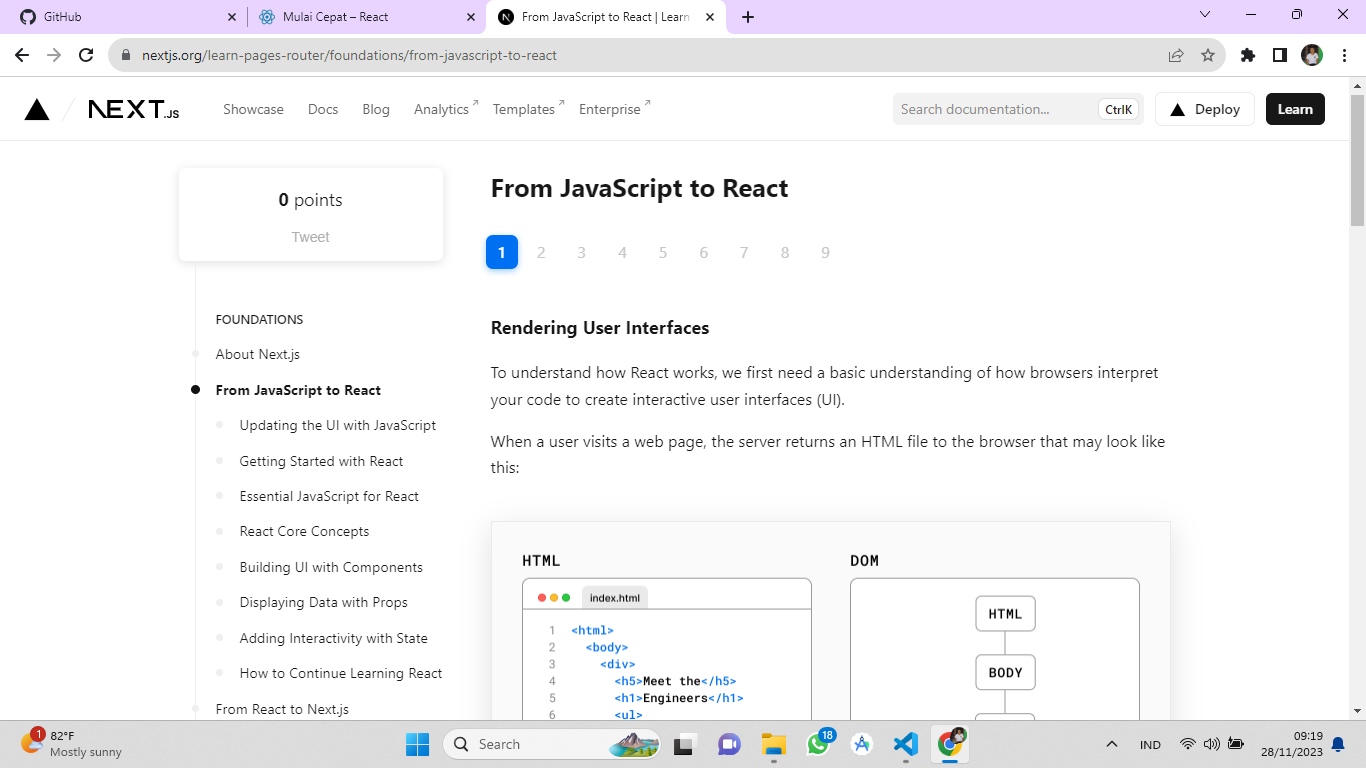 GitHub
Mulai Cepat – React
From JavaScript to React | Learn
nextjs.org/learn-pages-router/foundations/from-javascript-to-react
NEXT.JS
Showcase
Docs
Blog
Analytics
Templates
Enterprise
Search documentation...
CtrlK
Deploy
Learn
0 points
Tweet
FOUNDATIONS
About Next.js
From JavaScript to React
Updating the UI with JavaScript
Getting Started with React
Essential JavaScript for React
React Core Concepts
Building UI with Components
Displaying Data with Props
Adding Interactivity with State
How to Continue Learning React
From React to Next.js
From JavaScript to React
1 2 3 4 5 6 7 8 9
Rendering User Interfaces
To understand how React works, we first need a basic understanding of how browsers interpret
your code to create interactive user interfaces (UI).
When a user visits a web page, the server returns an HTML file to the browser that may look like
this:
HTML
index.html
1 <html>
2 <body>
3 <div>
4 <h5>Meet the</h5>
5 <h1>Engineers</h1>
6 <ul>
DOM
HTML
BODY
1
82°F
Mostly sunny
Search
18
IND
09:19
28/11/2023